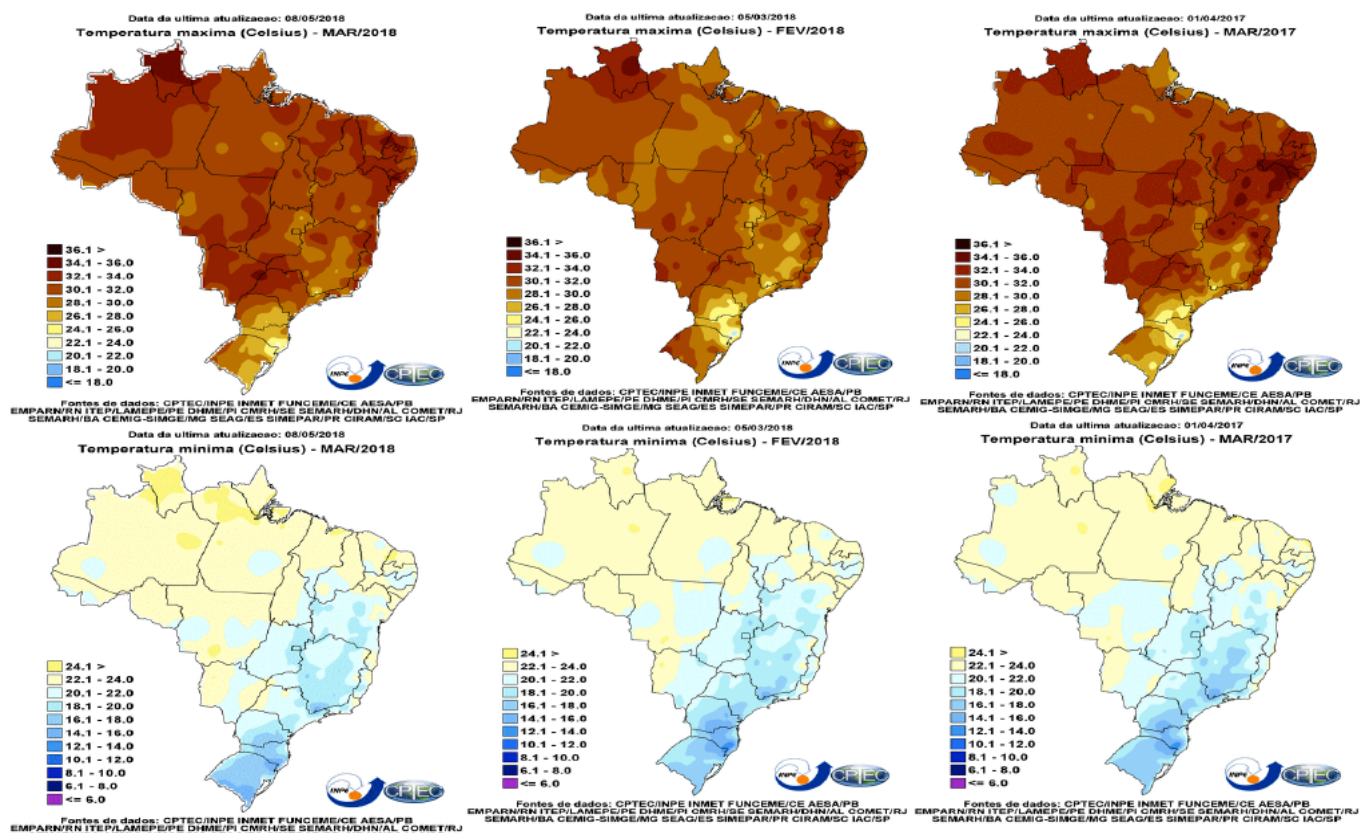 Data da ultima atualizacao: 08/05/2018
Temperatura maxima (Celsius) - MAR/2018
36.1 >
34.1 - 36.0
32.1 - 34.0
30.1 - 32.0
28.1 - 30.0
26.1 - 28.0
24.1 - 26.0
22.1 - 24.0
20.1 - 22.0
18.1 - 20.0
<= 18.0
INPE
CPTEC
Fontes de dados: CPTEC/INPE INMET FUNCEME/CE AESA/PB
EMPARN/RN ITEP/LAMEPE/PE DHME/PI CMRH/SE SEMARH/DHN/AL COMET/RJ
SEMARH/BA CEMIG-SIMGE/MG SEAG/ES SIMEPAR/PR CIRAM/SC IAC/SP
Data da ultima atualizacao: 05/03/2018
Temperatura maxima (Celsius) - FEV/2018
36.1 >
34.1 - 36.0
32.1 - 34.0
30.1 - 32.0
28.1 - 30.0
26.1 - 28.0
24.1 - 26.0
22.1 - 24.0
20.1 - 22.0
18.1 - 20.0
<= 18.0
INPE
CPTEC
Fontes de dados: CPTEC/INPE INMET FUNCEME/CE AESA/PB
EMPARN/RN ITEP/LAMEPE/PE DHME/PI CMRH/SE SEMARH/DHN/AL COMET/RJ
SEMARH/BA CEMIG-SIMGE/MG SEAG/ES SIMEPAR/PR CIRAM/SC IAC/SP
Data da ultima atualizacao: 01/04/2017
Temperatura maxima (Celsius) - MAR/2017
36.1 >
34.1 - 36.0
32.1 - 34.0
30.1 - 32.0
28.1 - 30.0
26.1 - 28.0
24.1 - 26.0
22.1 - 24.0
20.1 - 22.0
18.1 - 20.0
<= 18.0
INPE
CPTEC
Fontes de dados: CPTEC/INPE INMET FUNCEME/CE AESA/PB
EMPARN/RN ITEP/LAMEPE/PE DHME/PI CMRH/SE SEMARH/DHN/AL COMET/RJ
SEMARH/BA CEMIG-SIMGE/MG SEAG/ES SIMEPAR/PR CIRAM/SC IAC/SP
Data da ultima atualizacao: 08/05/2018
Temperatura minima (Celsius) - MAR/2018
24.1 >
22.1 - 24.0
20.1 - 22.0
18.1 - 20.0
16.1 - 18.0
14.1 - 16.0
12.1 - 14.0
10.1 - 12.0
8.1 - 10.0
6.1 - 8.0
<= 6.0
INPE
CPTEC
Fontes de dados: CPTEC/INPE INMET FUNCEME/CE AESA/PB
EMPARN/RN ITEP/LAMEPE/PE DHME/PI CMRH/SE SEMARH/DHN/AL COMET/RJ
Data da ultima atualizacao: 05/03/2018
Temperatura minima (Celsius) - FEV/2018
24.1 >
22.1 - 24.0
20.1 - 22.0
18.1 - 20.0
16.1 - 18.0
14.1 - 16.0
12.1 - 14.0
10.1 - 12.0
8.1 - 10.0
6.1 - 8.0
<= 6.0
INPE
CPTEC
Fontes de dados: CPTEC/INPE INMET FUNCEME/CE AESA/PB
EMPARN/RN ITEP/LAMEPE/PE DHME/PI CMRH/SE SEMARH/DHN/AL COMET/RJ
SEMARH/BA CEMIG-SIMGE/MG SEAG/ES SIMEPAR/PR CIRAM/SC IAC/SP
Data da ultima atualizacao: 01/04/2017
Temperatura minima (Celsius) - MAR/2017
24.1 >
22.1 - 24.0
20.1 - 22.0
18.1 - 20.0
16.1 - 18.0
14.1 - 16.0
12.1 - 14.0
10.1 - 12.0
8.1 - 10.0
6.1 - 8.0
<= 6.0
INPE
CPTEC
Fontes de dados: CPTEC/INPE INMET FUNCEME/CE AESA/PB
EMPARN/RN ITEP/LAMEPE/PE DHME/PI CMRH/SE SEMARH/DHN/AL COMET/RJ
SEMARH/BA CEMIG-SIMGE/MG SEAG/ES SIMEPAR/PR CIRAM/SC IAC/SP